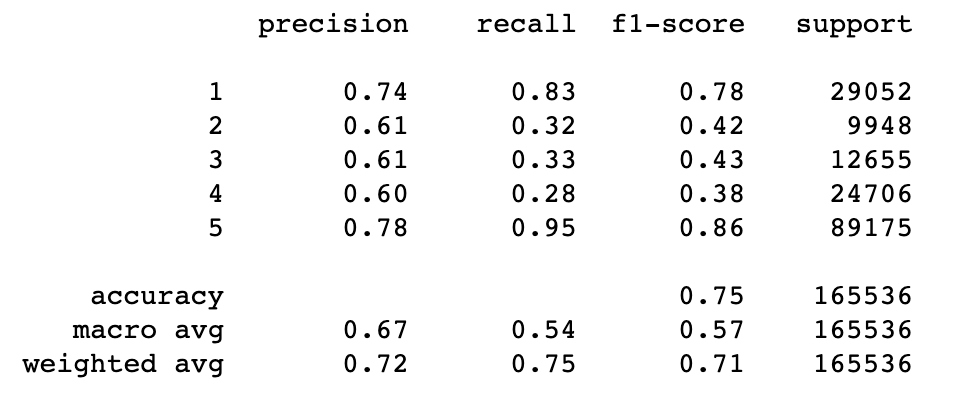 precision recall f1-score support
1 0.74 0.83 0.78 29052
2 0.61 0.32 0.42 9948
3 0.61 0.33 0.43 12655
4 0.60 0.28 0.38 24706
5 0.78 0.95 0.86 89175
accuracy 0.75 165536
macro avg 0.67 0.54 0.57 165536
weighted avg 0.72 0.75 0.71 165536